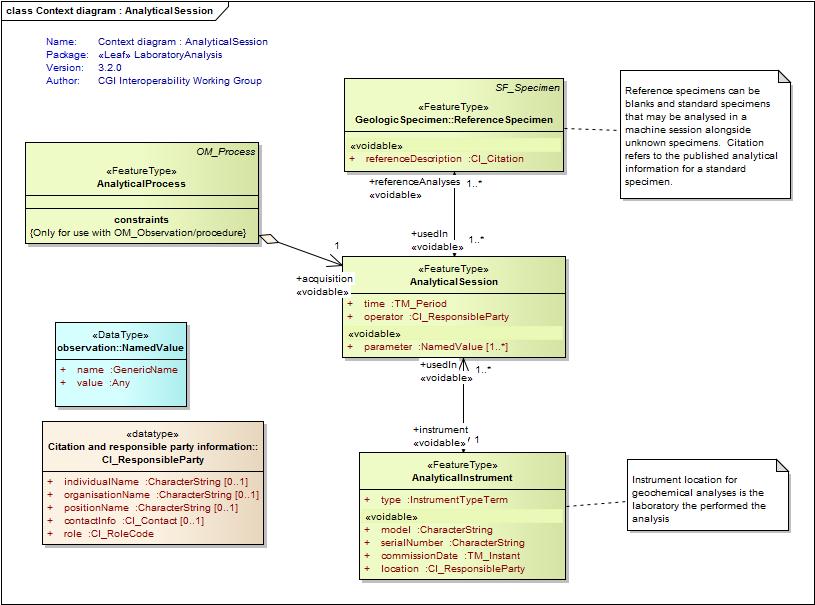 class Context diagram : AnalyticalSession
Name: Context diagram : AnalyticalSession
Package: «Leaf» LaboratoryAnalysis
Version: 3.2.0
Author: CGI Interoperability Working Group
SF_Specimen
«FeatureType»
GeologicSpecimen::ReferenceSpecimen
«voidable»
+ referenceDescription :CI_Citation
Reference specimens can be
blanks and standard specimens
that may be analysed in a
machine session alongside
unknown specimens. Citation
refers to the published analytical
information for a standard
specimen.
OM_Process
«FeatureType»
AnalyticalProcess
constraints
{Only for use with OM_Observation/procedure}
+referenceAnalyses 1..*
«voidable»
+usedIn
«voidable» 1..*
1
+acquisition
«voidable»
«FeatureType»
AnalyticalSession
+ time :TM_Period
+ operator :CI_ResponsibleParty
«voidable»
+ parameter :NamedValue [1..*]
«DataType»
observation::NamedValue
+ name :GenericName
+ value :Any
+usedIn 1..*
«voidable»
+instrument
«voidable» 1
«datatype»
Citation and responsible party information::
CI_ResponsibleParty
+ individualName :CharacterString [0..1]
+ organisationName :CharacterString [0..1]
+ positionName :CharacterString [0..1]
+ contactInfo :CI_Contact [0..1]
+ role :CI_RoleCode
«FeatureType»
AnalyticalInstrument
+ type :InstrumentTypeTerm
«voidable»
+ model :CharacterString
+ serialNumber :CharacterString
+ commissionDate :TM_Instant
+ location :CI_ResponsibleParty
Instrument location for
geochemical analyses is the
laboratory the performed the
analysis